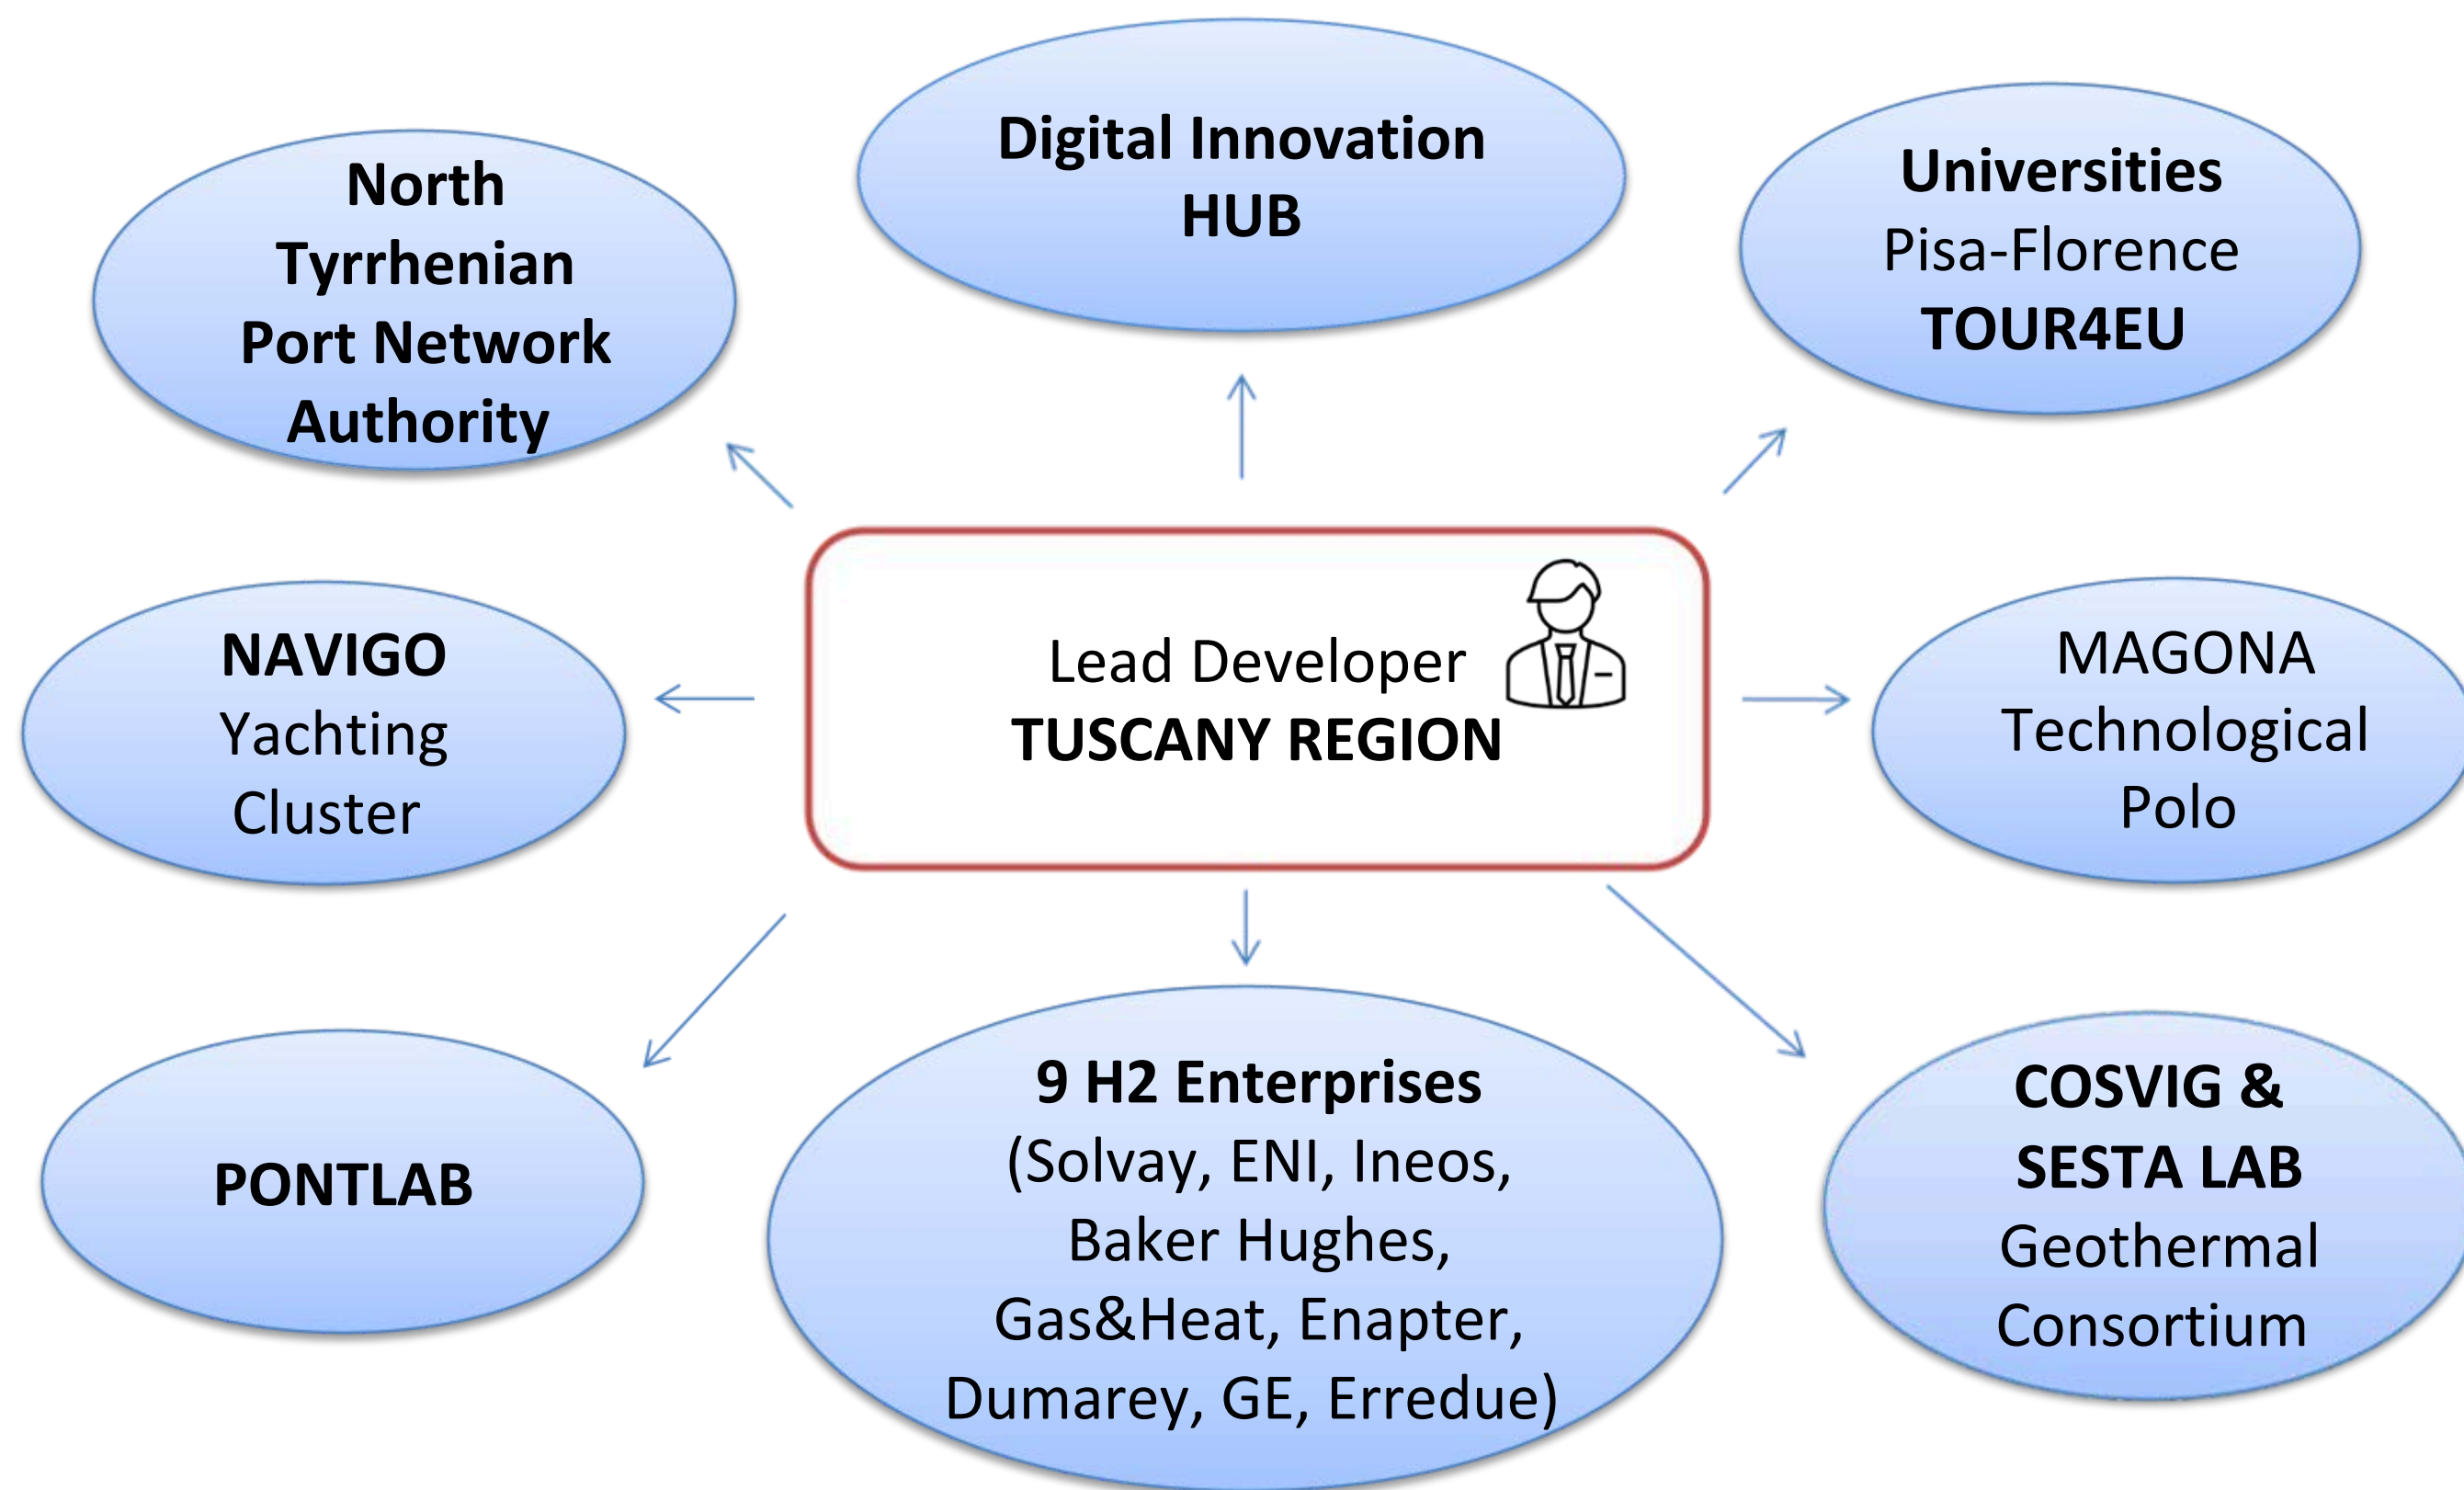 Digital Innovation
HUB
North
Tyrrhenian
Port Network
Authority
Universities
Pisa-Florence
TOUR4EU
NAVIGO
Yachting
Cluster
Lead Developer
TUSCANY REGION
MAGONA
Technological
Polo
PONTLAB
9 H2 Enterprises
(Solvay, ENI, Ineos,
Baker Hughes,
Gas&Heat, Enapter,
Dumarey, GE, Erredue)
COSVIG &
SESTA LAB
Geothermal
Consortium